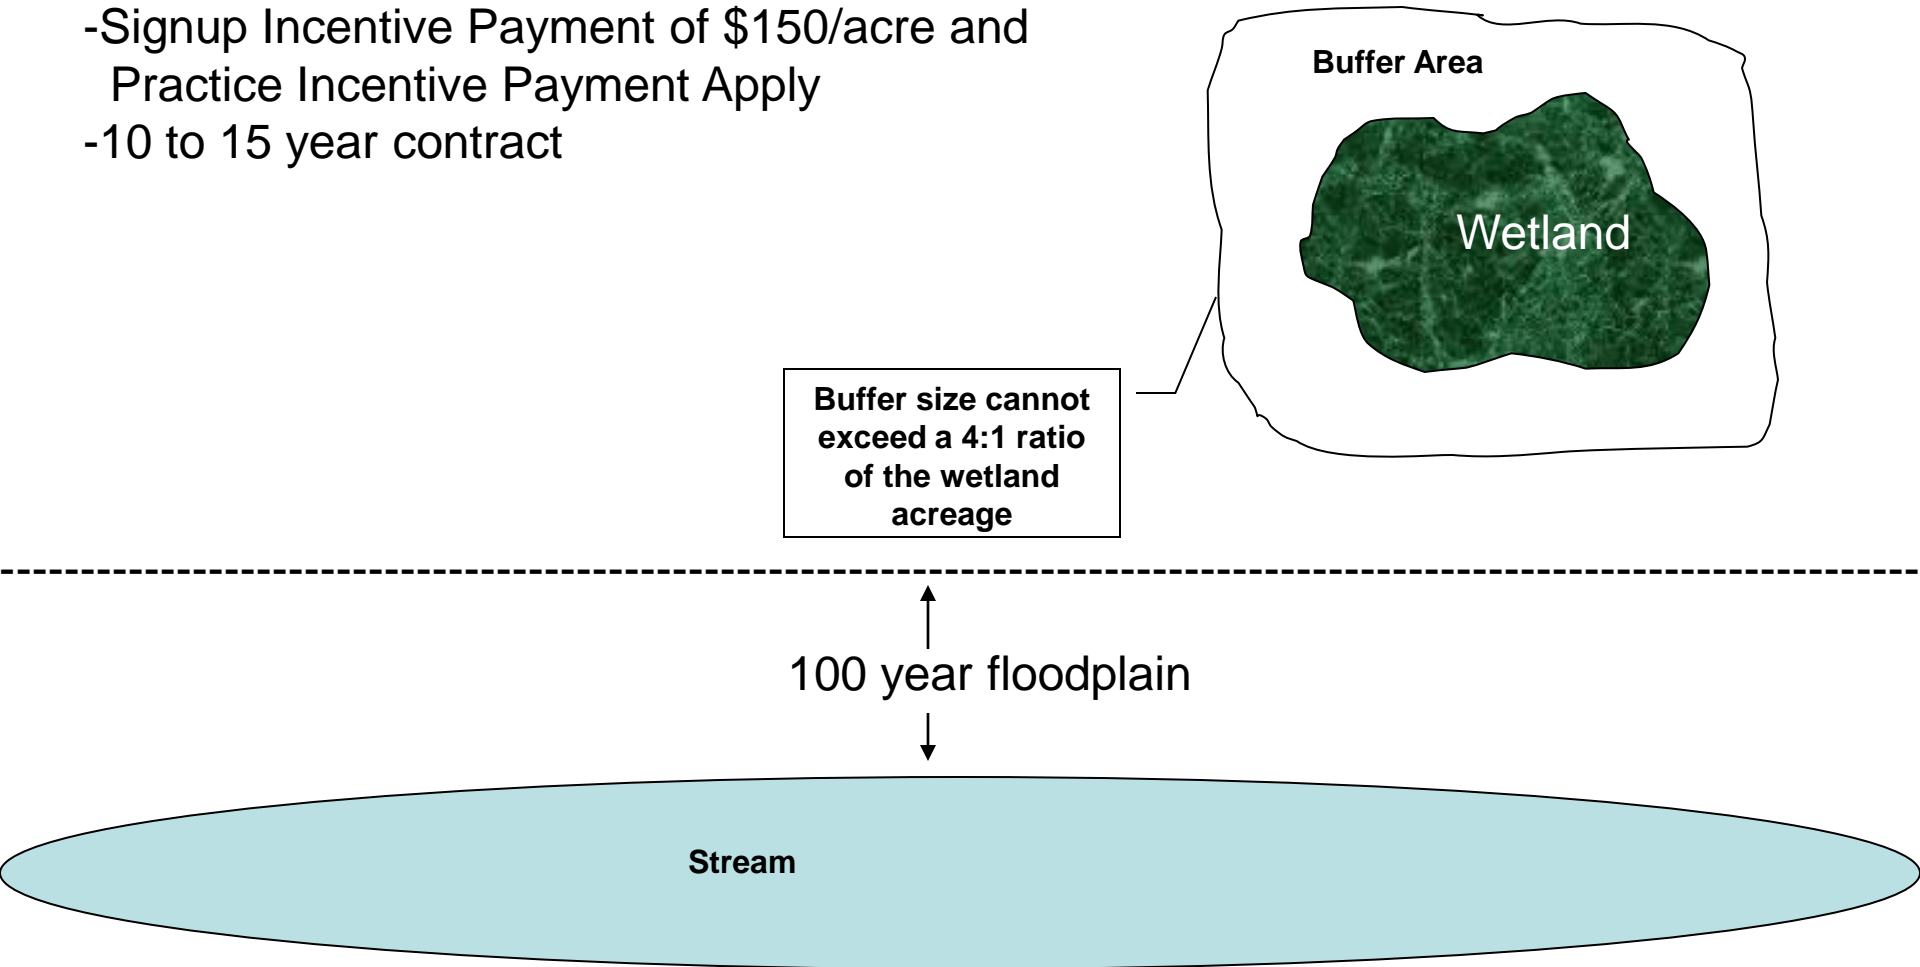 -Signup Incentive Payment of $150/acre and
Practice Incentive Payment Apply
-10 to 15 year contract
Buffer Area
Wetland
Buffer size cannot
exceed a 4:1 ratio
of the wetland
acreage
100 year floodplain
Stream